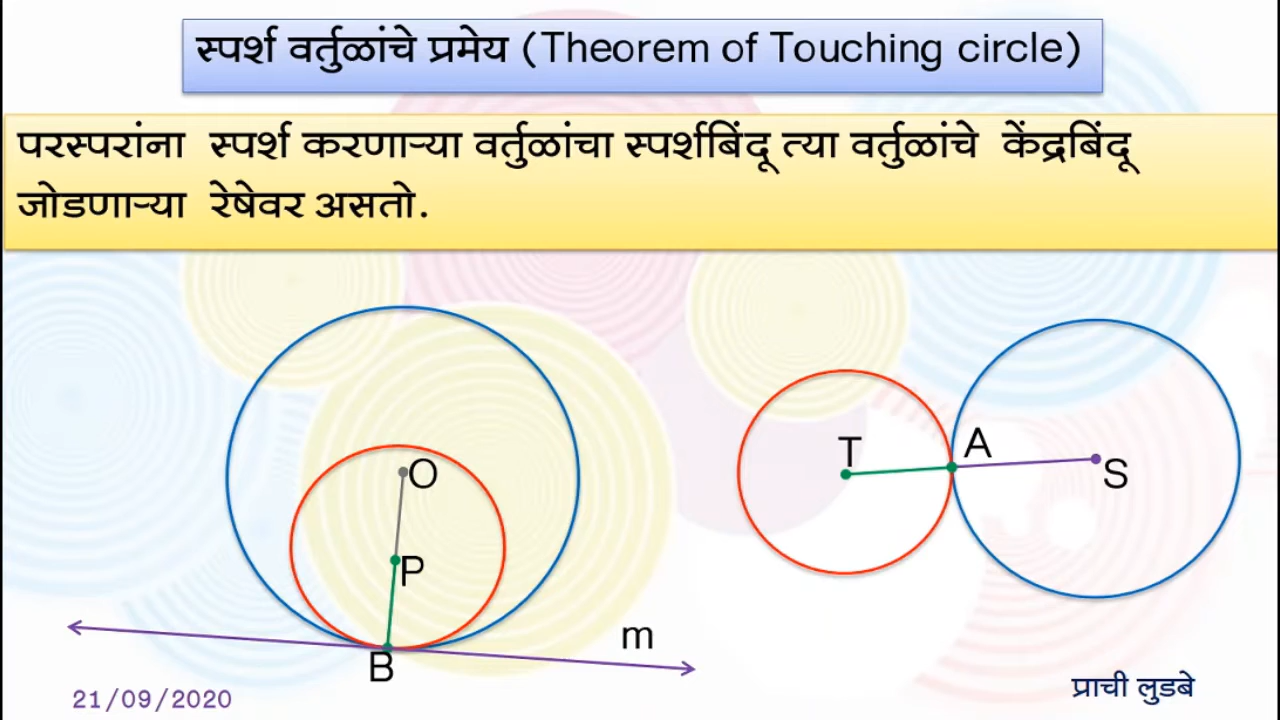 स्पर्श वर्तुळांचे प्रमेय (Theorem of Touching circle)
परस्परांना स्पर्श करणाऱ्या वर्तुळांचा स्पर्शबिंदू त्या वर्तुळांचे केंद्रबिंदू
जोडणाऱ्या रेषेवर असतो.
O
P
B
m
T
A
S
21/09/2020
प्राची लुडबे